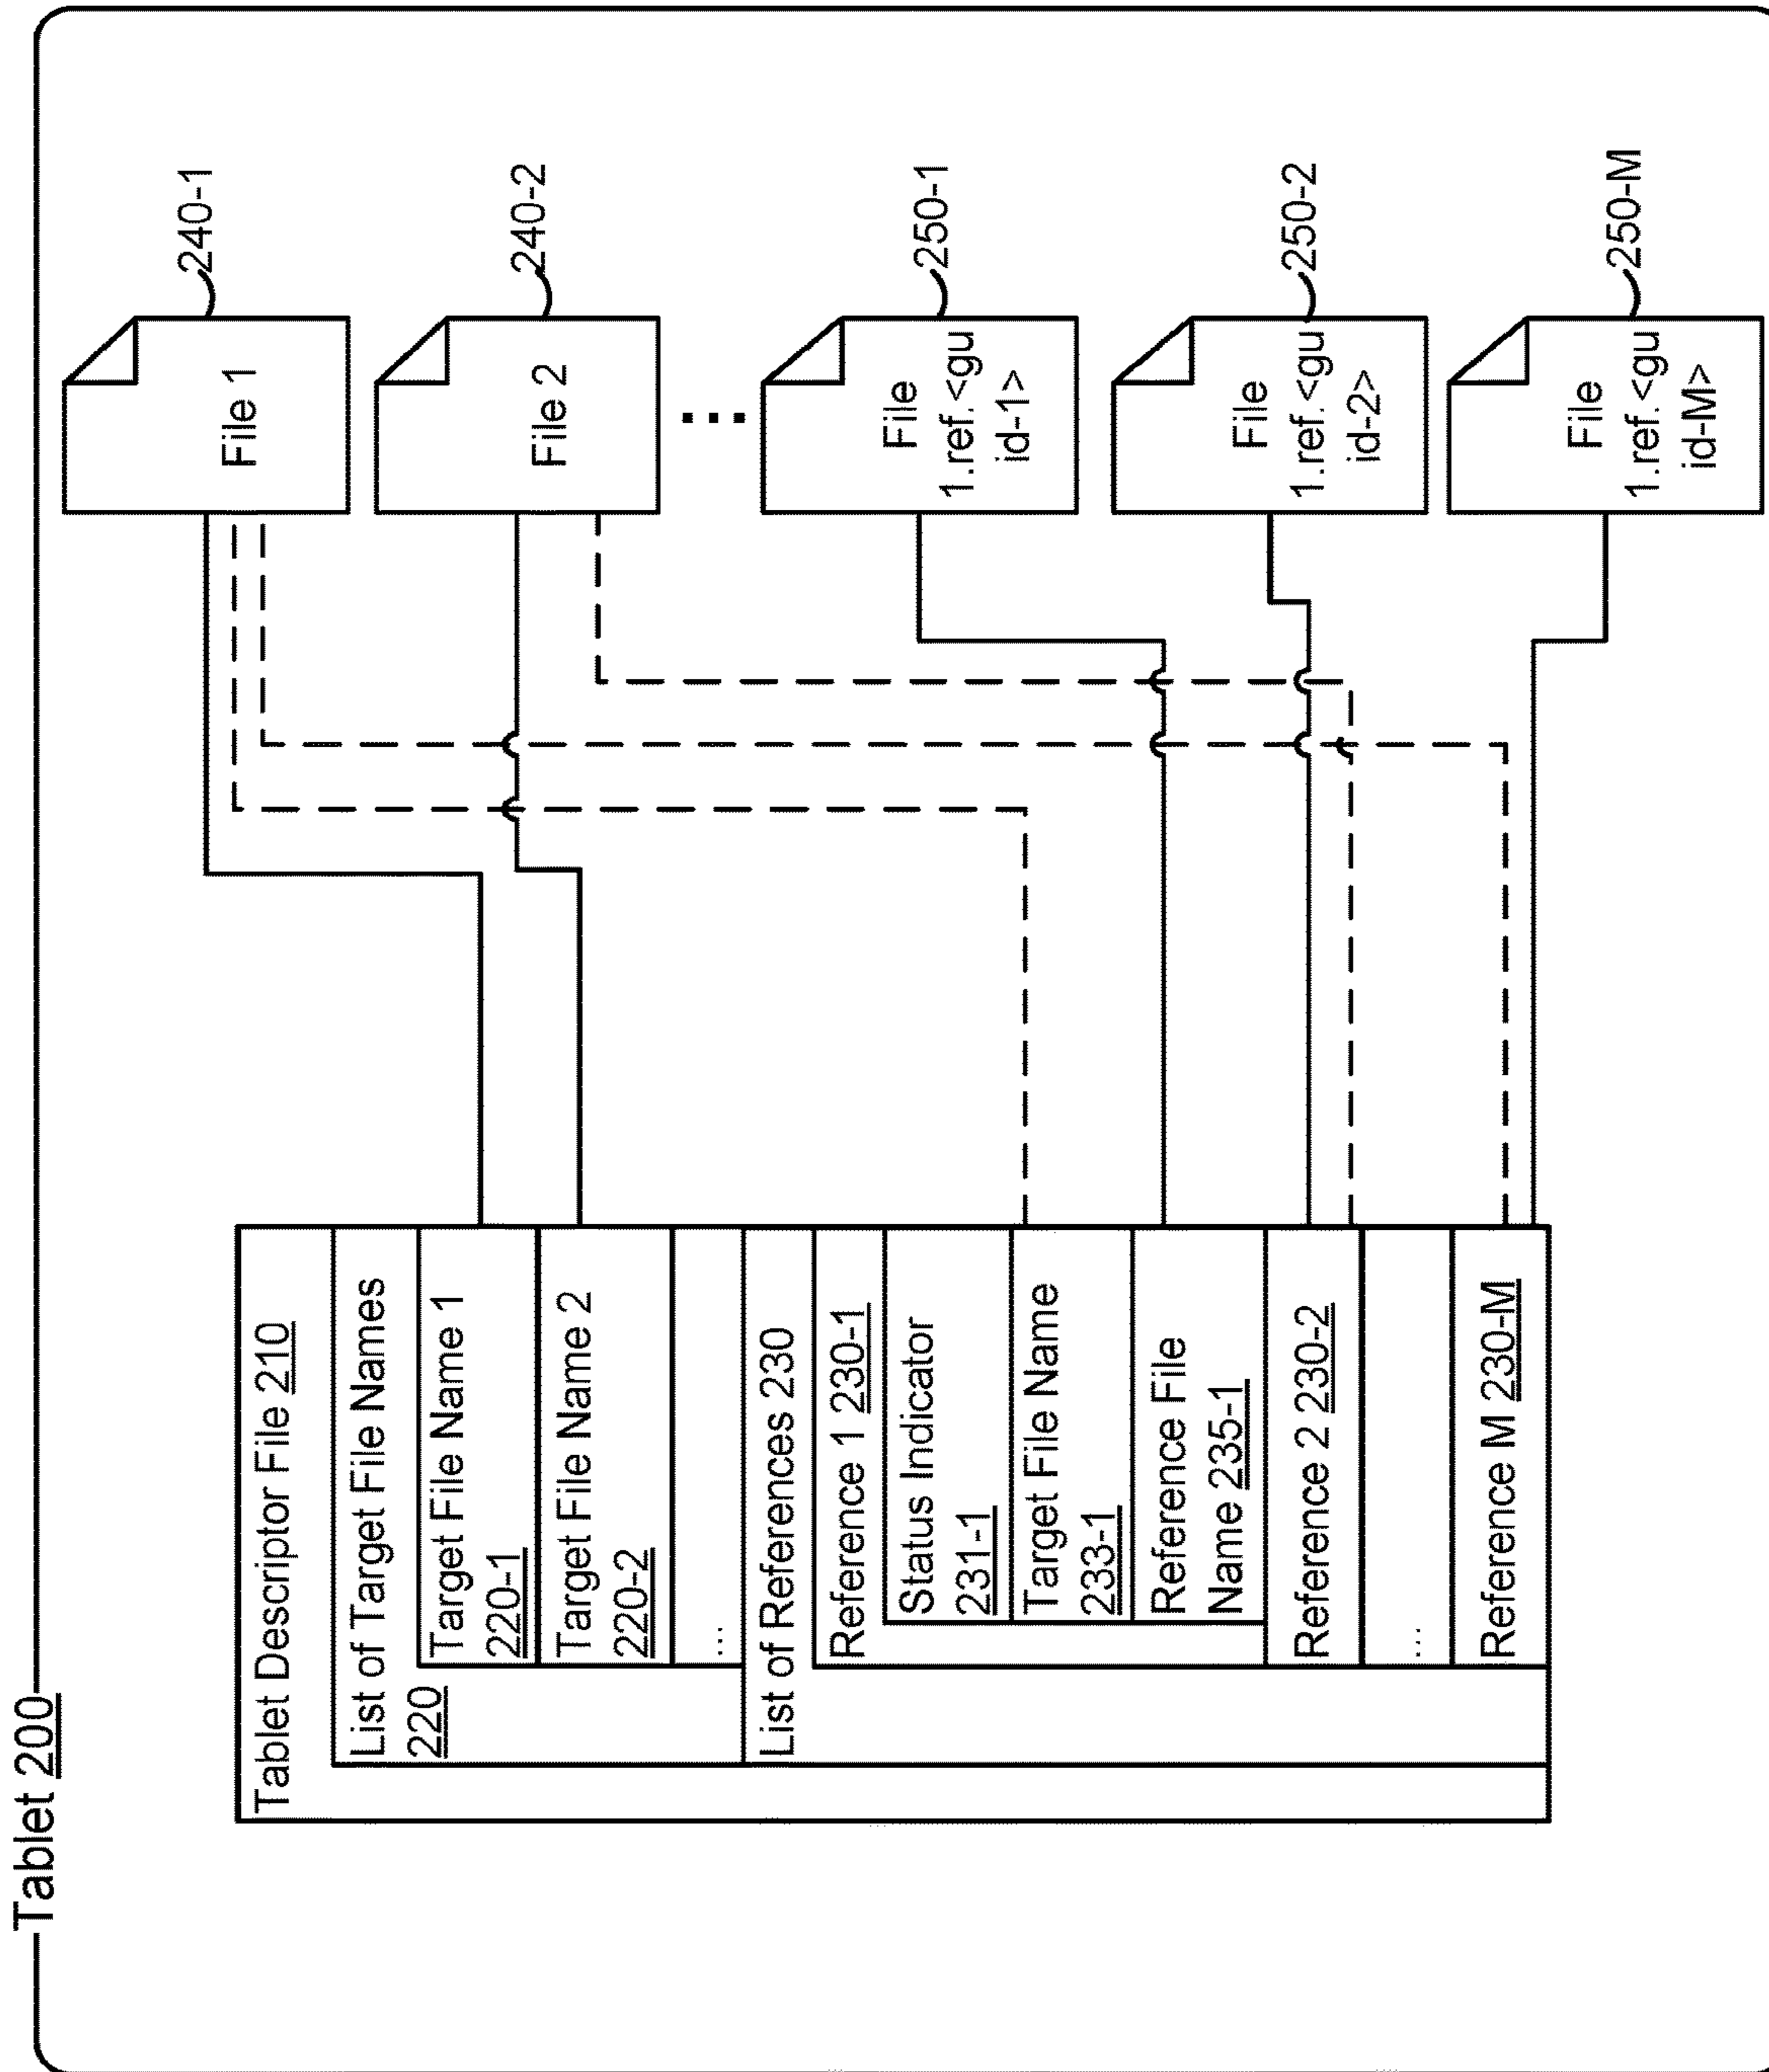 Tablet 200
Tablet Descriptor File 210
List of Target File Names
220
Target File Name 1
220-1
Target File Name 2
220-2
...
List of References 230
Reference 1 230-1
Status Indicator
231-1
Target File Name
233-1
Reference File
Name 235-1
Reference 2 230-2
...
Reference M 230-M
File 1
240-1
File 2
240-2
...
File
1.ref.<gu
id-1>
250-1
File
1.ref.<gu
id-2>
250-2
File
1.ref.<gu
id-M>
250-M